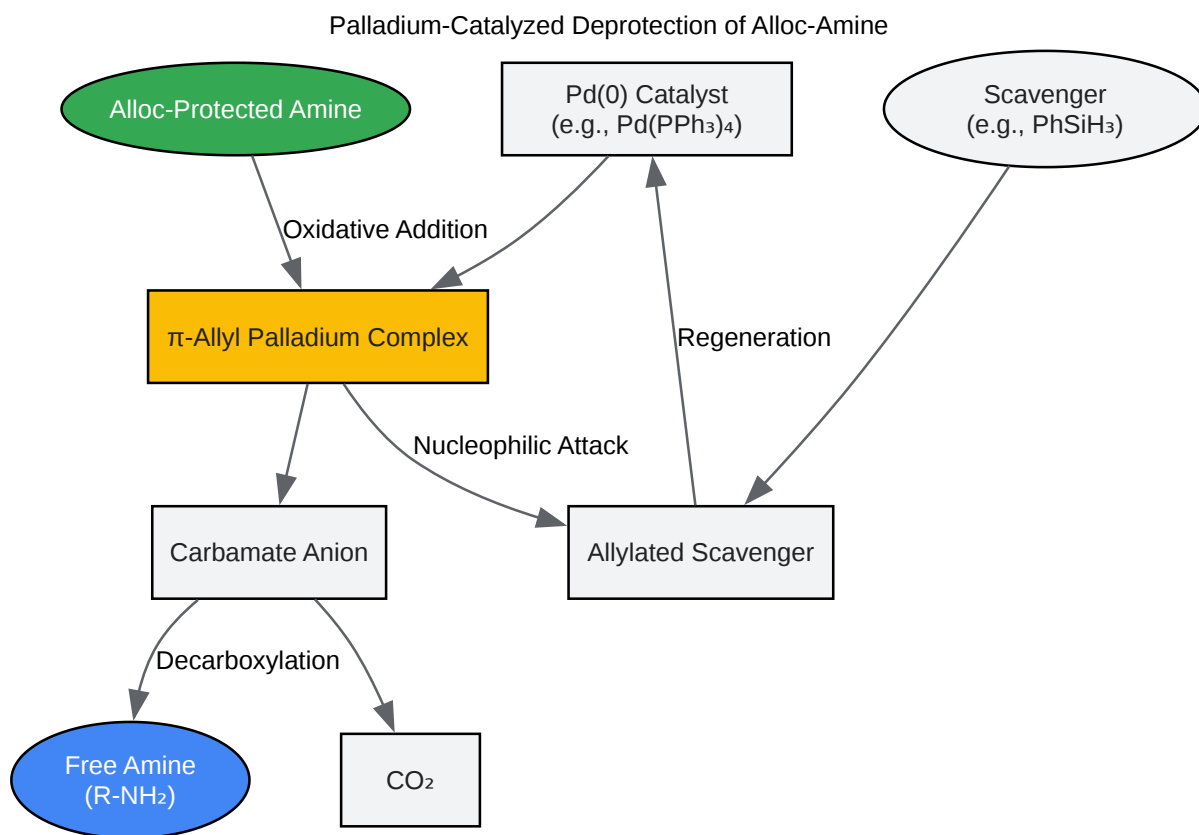 Palladium-Catalyzed Deprotection of Alloc-Amine
Alloc-Protected Amine
Pd(0) Catalyst
(e.g., Pd(PPh₃)₄)
Scavenger
(e.g., PhSiH₃)
Oxidative Addition
π-Allyl Palladium Complex
Regeneration
Nucleophilic Attack
Carbamate Anion
Allylated Scavenger
Decarboxylation
Free Amine
(R-NH₂)
CO₂